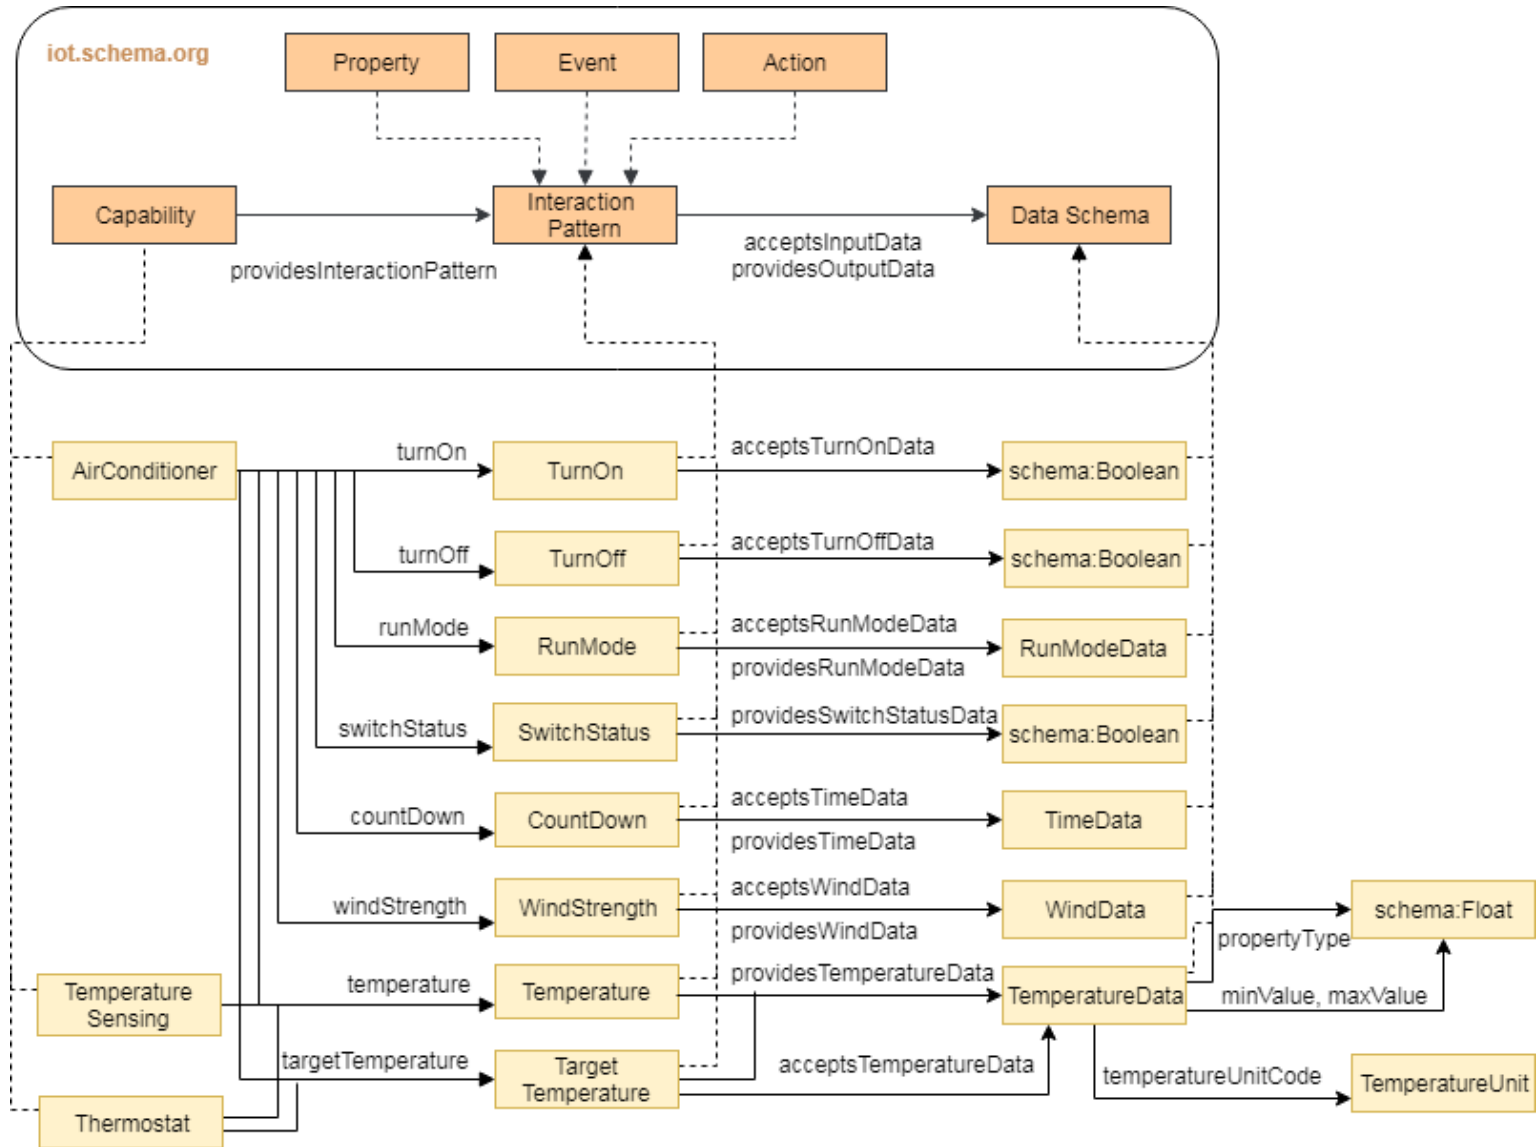 iot.schema.org
Property
Event
Action
Capability
Interaction
Pattern
Data Schema
providesInteractionPattern
acceptsInputData
providesOutputData
AirConditioner
turnOn
TurnOn
acceptsTurnOnData
schema:Boolean
turnOff
TurnOff
acceptsTurnOffData
schema:Boolean
runMode
RunMode
acceptsRunModeData
providesRunModeData
RunModeData
switchStatus
SwitchStatus
providesSwitchStatusData
schema:Boolean
countDown
CountDown
acceptsTimeData
providesTimeData
TimeData
windStrength
WindStrength
acceptsWindData
providesWindData
WindData
schema:Float
propertyType
Temperature
Sensing
temperature
Temperature
providesTemperatureData
TemperatureData
minValue, maxValue
targetTemperature
Target
Temperature
acceptsTemperatureData
temperatureUnitCode
TemperatureUnit
Thermostat